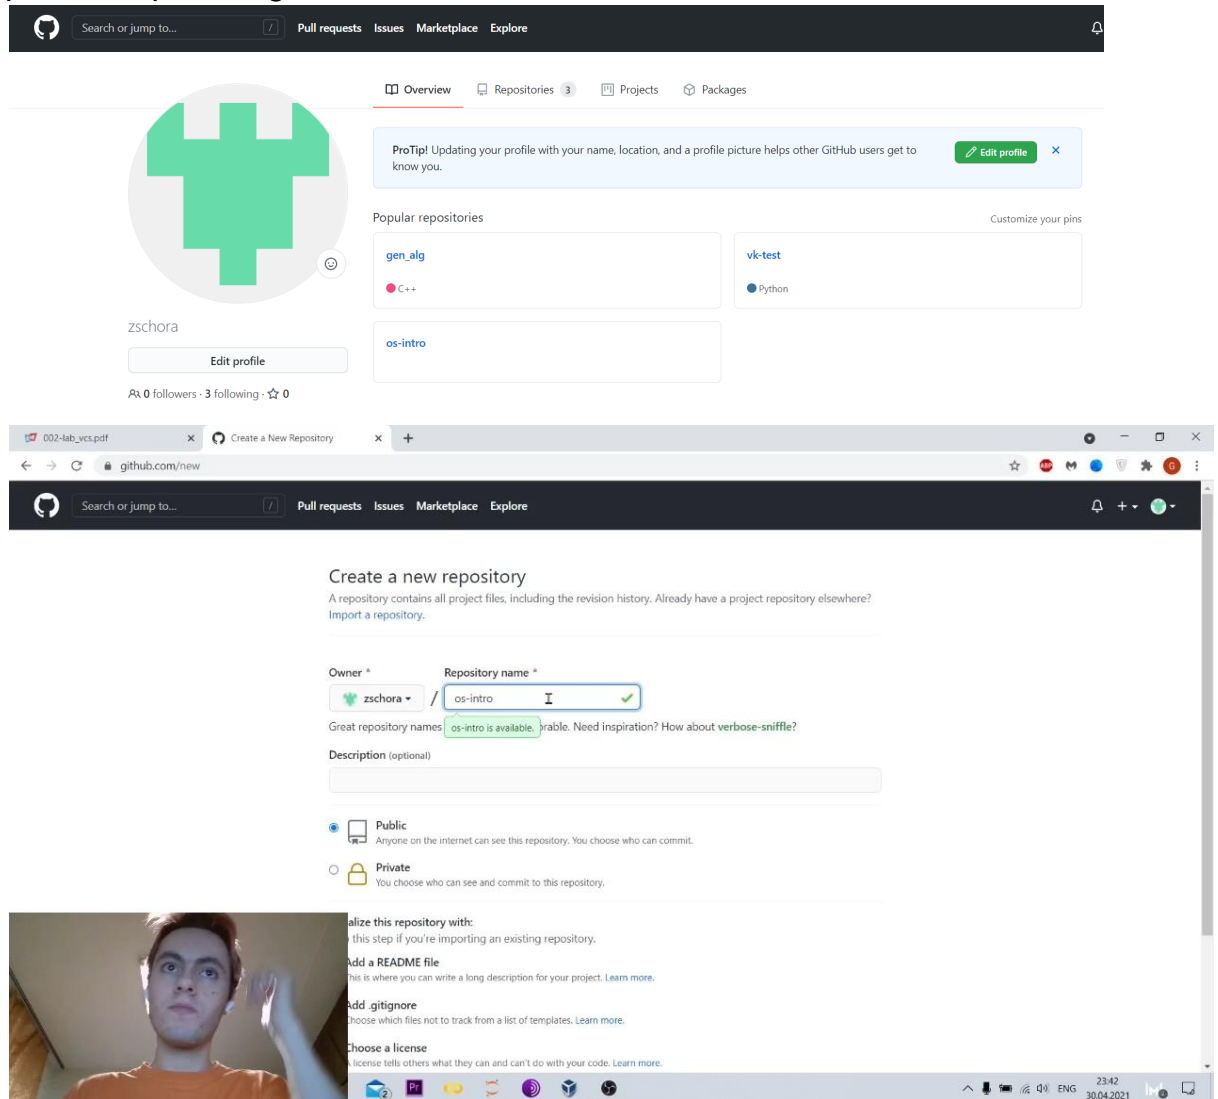 Search or jump to... / Pull requests Issues Marketplace Explore
Overview Repositories 3 Projects Packages
ProTip! Updating your profile with your name, location, and a profile picture helps other GitHub users get to
know you.
Edit profile
Popular repositories Customize your pins
gen_alg
C++
vk-test
Python
os-intro
zschora
Edit profile
0 followers · 3 following · 0
002-lab_vcs.pdf Create a New Repository
github.com/new
ABP G
Search or jump to... / Pull requests Issues Marketplace Explore
Create a new repository
A repository contains all project files, including the revision history. Already have a project repository elsewhere?
Import a repository.
Owner * Repository name *
zschora / os-intro
Great repository names os-intro is available. rable. Need inspiration? How about verbose-sniffle?
Description (optional)
Public
Anyone on the internet can see this repository. You choose who can commit.
Private
You choose who can see and commit to this repository.
alize this repository with:
this step if you're importing an existing repository.
Add a README file
This is where you can write a long description for your project. Learn more.
Add .gitignore
Choose which files not to track from a list of templates. Learn more.
Choose a license
A license tells others what they can and can't do with your code. Learn more.
2 Pr ENG 23:42
30.04.2021